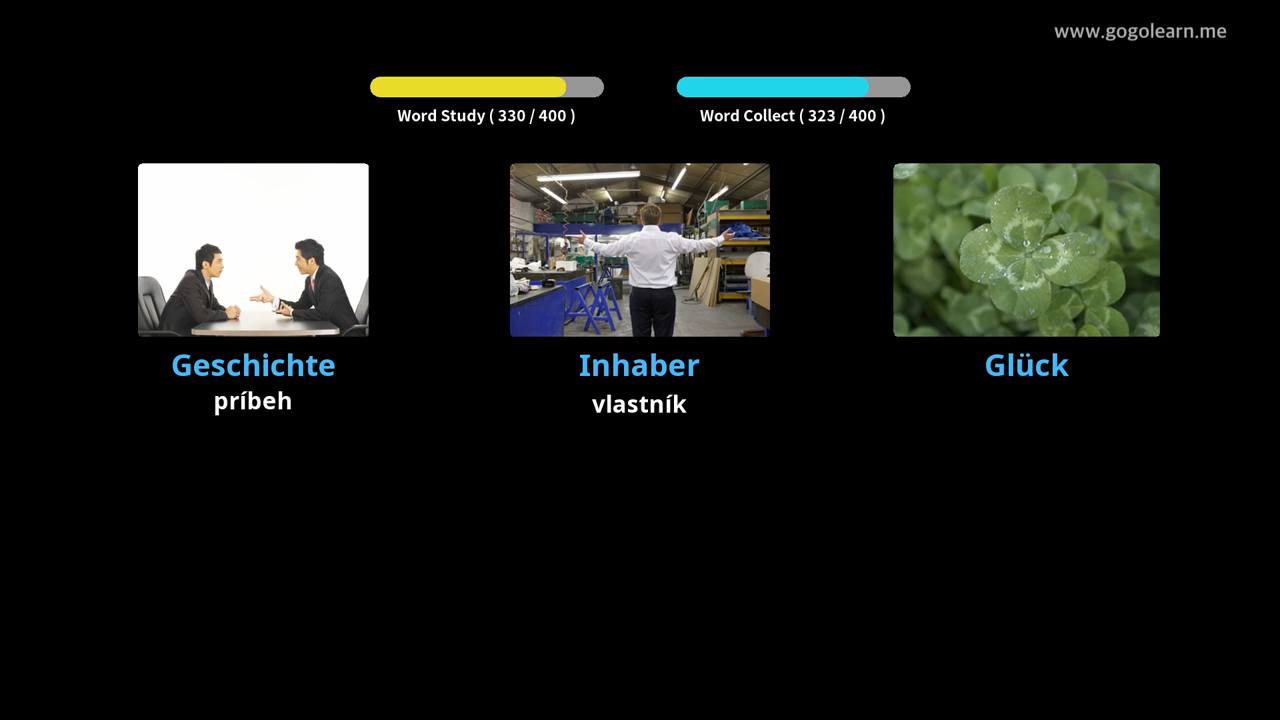 www.gogolearn.me
Word Study ( 330 / 400 )
Word Collect ( 323 / 400 )
Geschichte
príbeh
Inhaber
vlastník
Glück